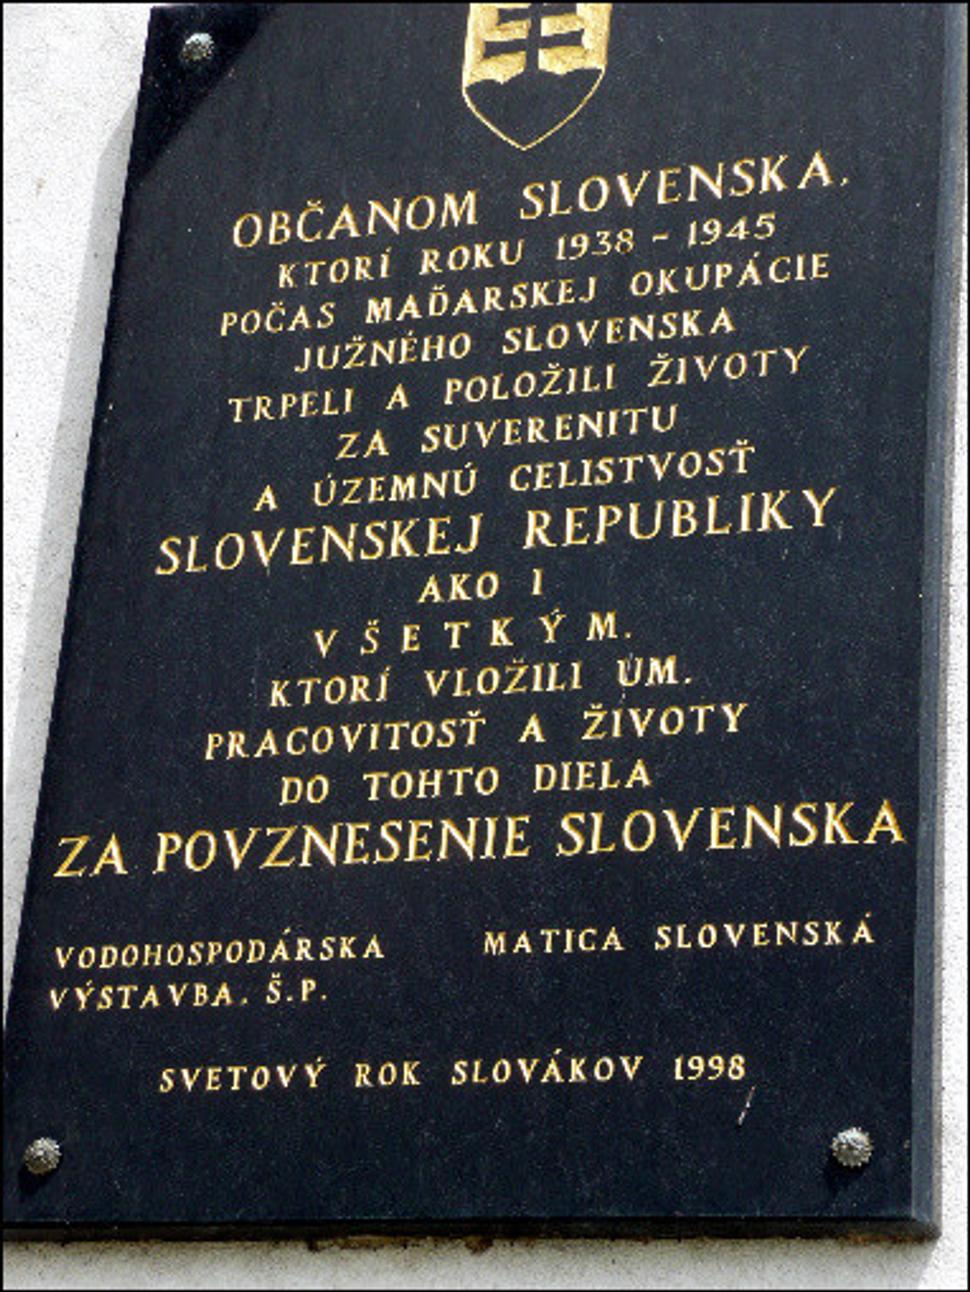 OBČANOM SLOVENSKA,
KTORÍ ROKU 1938 - 1945
POČAS MAĎARSKEJ OKUPÁCIE
JUŽNÉHO SLOVENSKA
TRPELI A POLOŽILI ŽIVOTY
ZA SUVERENITU
A ÚZEMNÚ CELISTVOSŤ
SLOVENSKEJ REPUBLIKY
AKO I
VŠETKÝM.
KTORÍ VLOŽILI UM.
PRACOVITOSŤ A ŽIVOTY
DO TOHTO DIELA
ZA POVZNESENIE SLOVENSKA
VODOHOSPODÁRSKA
VÝSTAVBA. Š.P.
MATICA SLOVENSKÁ
SVETOVÝ ROK SLOVÁKOV 1998